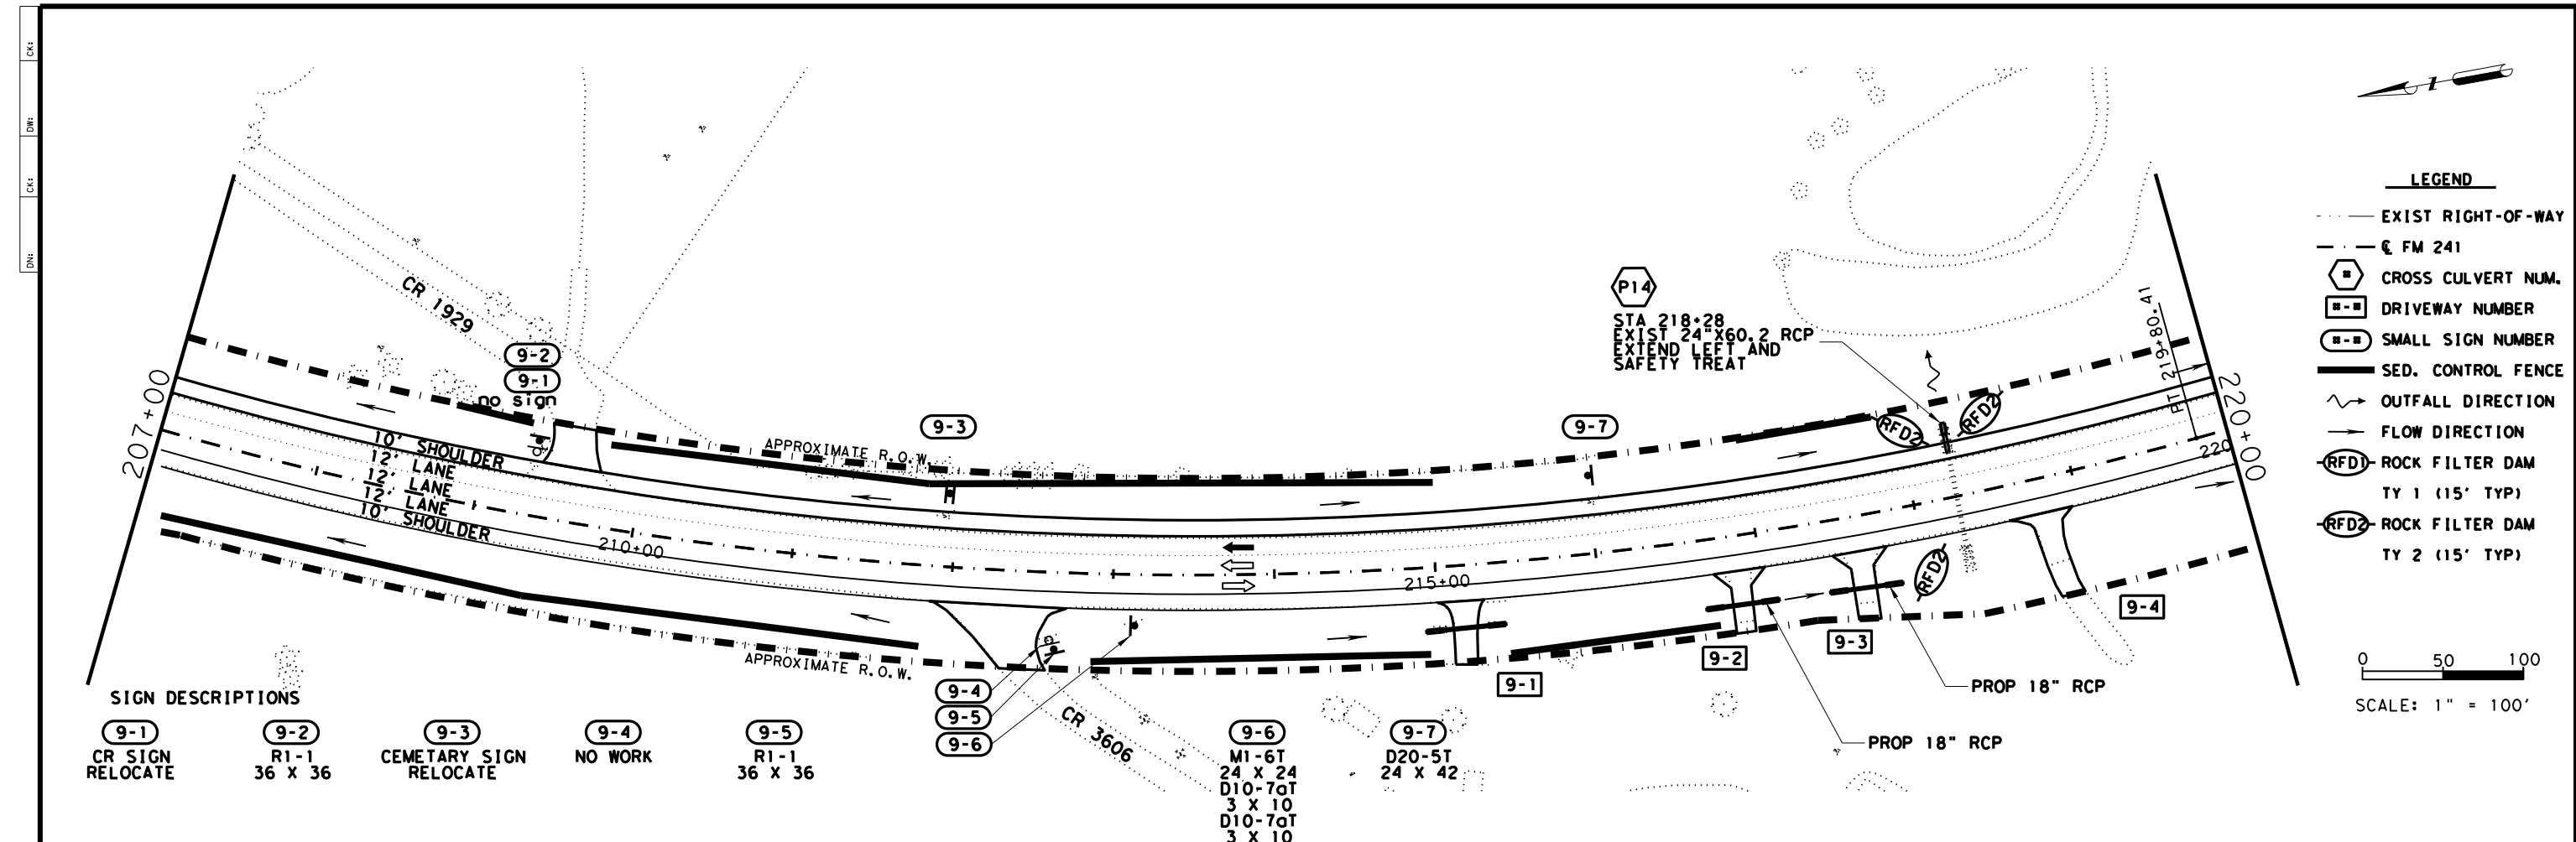 CK:
DW:
CK:
DN:
CR 1929
9-2
9-1
no sign
9-3
9-7
P14
STA 218+28
EXIST 24"X60.2 RCP
EXTEND LEFT AND
SAFETY TREAT
RFD2
RFD2
PT 219+80.41
207+00
220+00
220
10' SHOULDER
12' LANE
12' LANE
12' LANE
10' SHOULDER
APPROXIMATE R.O.W.
210+00
215+00
RFD2
APPROXIMATE R.O.W.
9-4
9-5
9-6
CR 3606
9-1
9-2
9-3
9-4
PROP 18" RCP
PROP 18" RCP
LEGEND
EXIST RIGHT-OF-WAY
℄ FM 241
CROSS CULVERT NUM.
DRIVEWAY NUMBER
SMALL SIGN NUMBER
SED. CONTROL FENCE
OUTFALL DIRECTION
FLOW DIRECTION
RFD1 ROCK FILTER DAM
TY 1 (15' TYP)
RFD2 ROCK FILTER DAM
TY 2 (15' TYP)
0 50 100
SCALE: 1" = 100'
SIGN DESCRIPTIONS
9-1
CR SIGN
RELOCATE
9-2
R1-1
36 X 36
9-3
CEMETARY SIGN
RELOCATE
9-4
NO WORK
9-5
R1-1
36 X 36
9-6
M1-6T
24 X 24
D10-7aT
3 X 10
D10-7aT
3 X 10
9-7
D20-5T
24 X 42